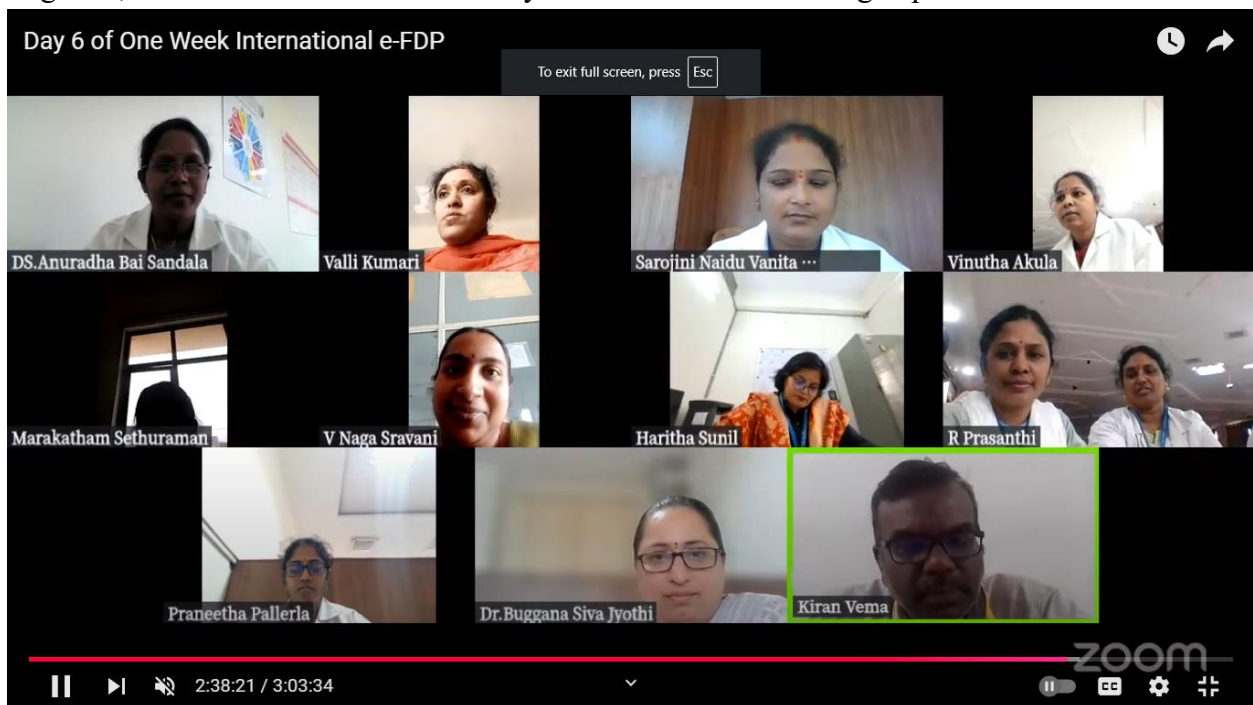 Day 6 of One Week International e-FDP
To exit full screen, press Esc
DS.Anuradha Bai Sandala
Valli Kumari
Sarojini Naidu Vanita ...
Vinutha Akula
Marakatham Sethuraman
V Naga Sravani
Haritha Sunil
R Prasanthi
Praneetha Pallerla
Dr.Buggana Siva Jyothi
Kiran Vema
zoom
2:38:21 / 3:03:34
CC